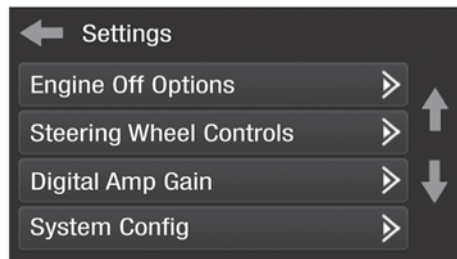 Settings
Engine Off Options
Steering Wheel Controls
Digital Amp Gain
System Config